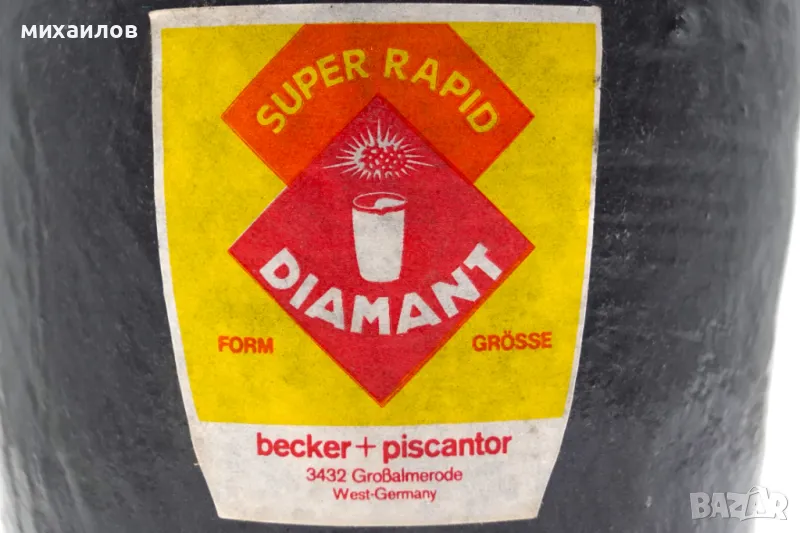 михаилов
SUPER RAPID
DIAMANT
FORM GRÖSSE
becker + piscantor
3432 Großalmerode
West-Germany
BAZAR